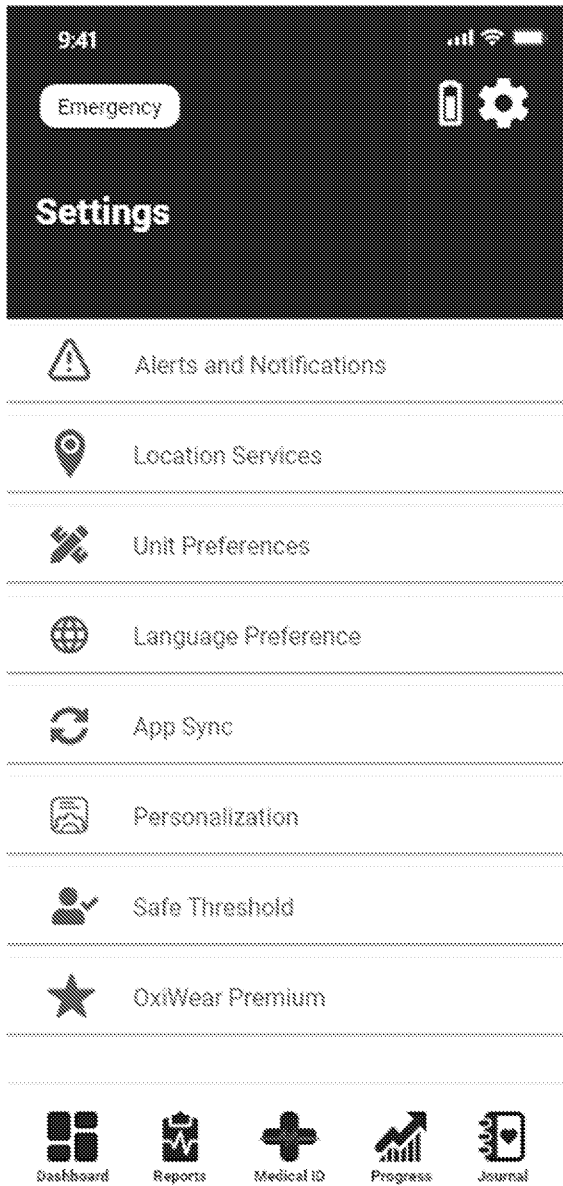 9:41
Emergency
Settings
Alerts and Notifications
Location Services
Unit Preferences
Language Preference
App Sync
Personalization
Safe Threshold
OxiWear Premium
Dashboard Reports Medical ID Progress Journal